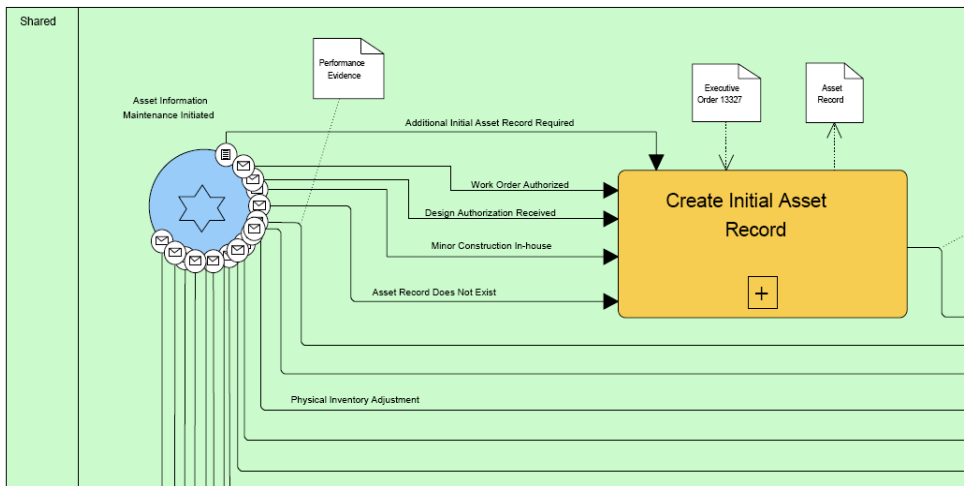 Shared
Performance
Evidence
Executive
Order 13327
Asset
Record
Asset Information
Maintenance Initiated
Additional Initial Asset Record Required
Work Order Authorized
Design Authorization Received
Minor Construction In-house
Asset Record Does Not Exist
Create Initial Asset
Record
Physical Inventory Adjustment